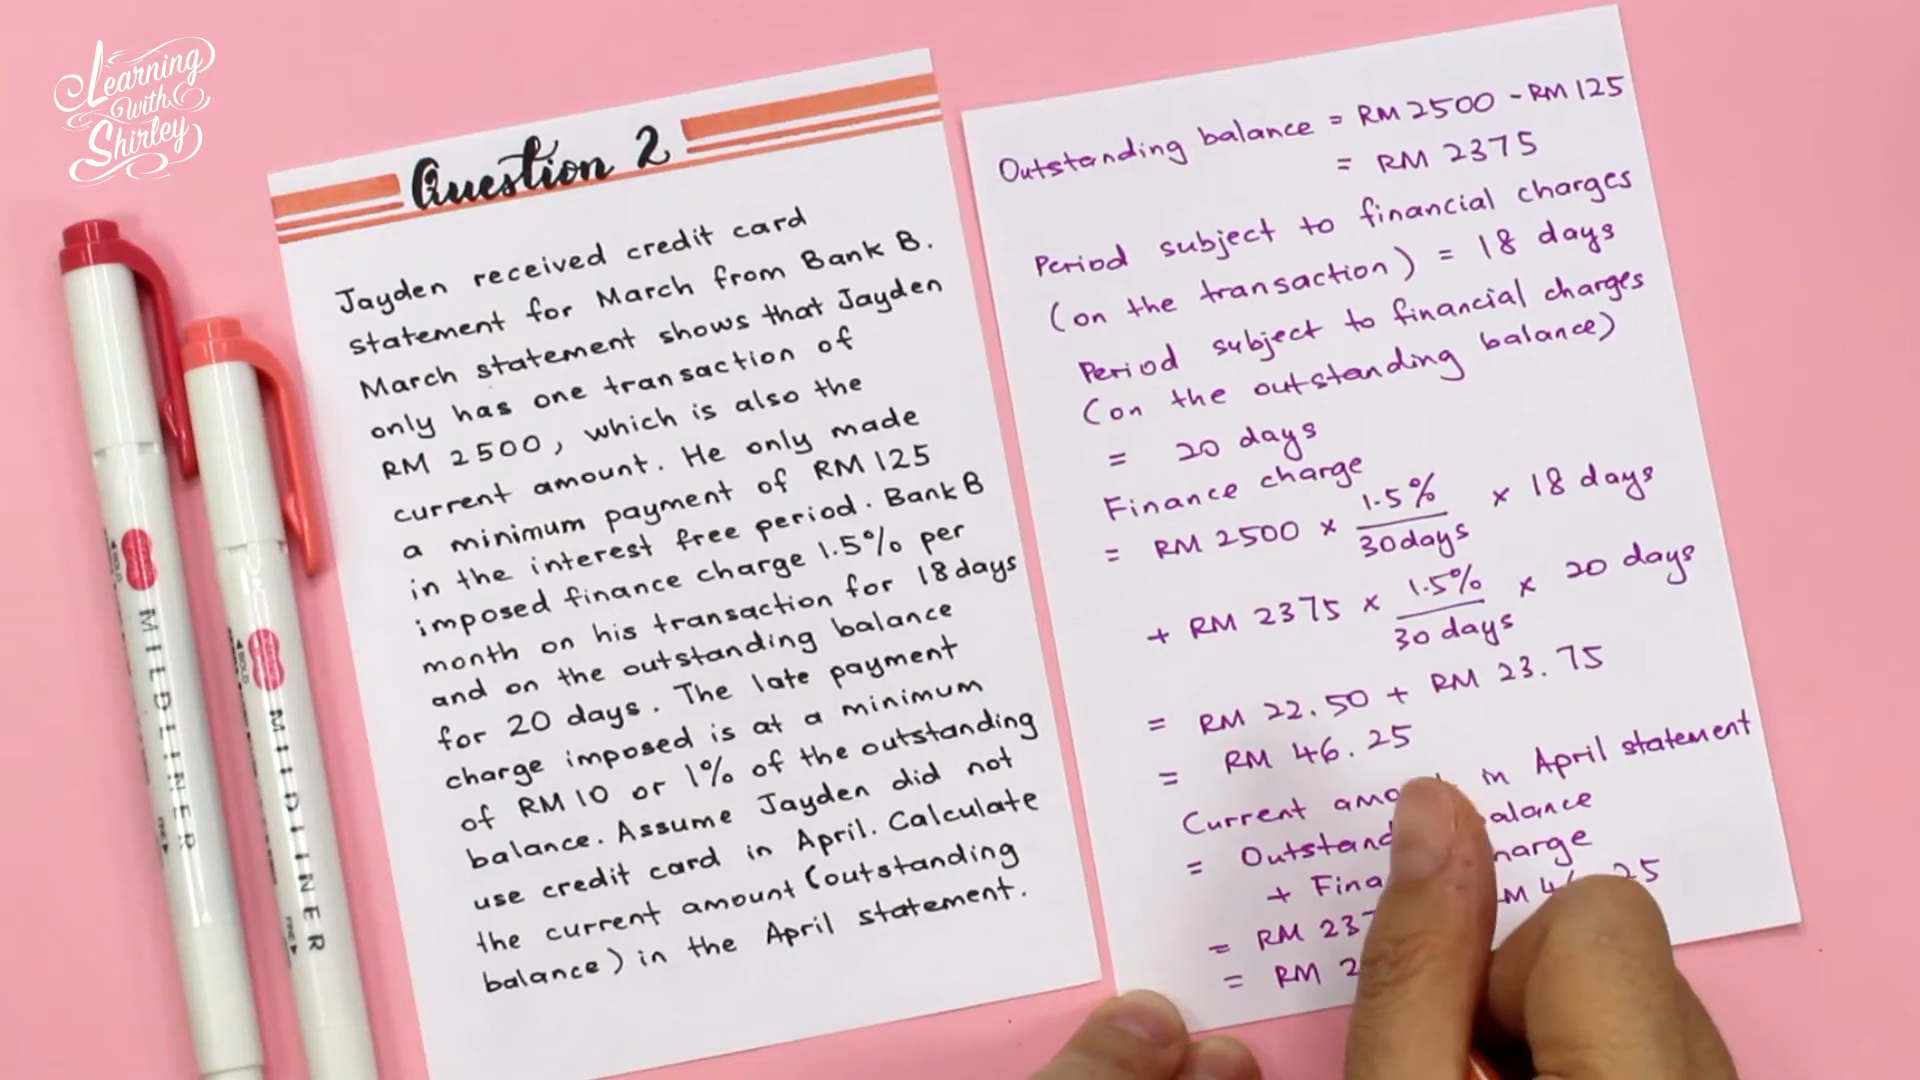 Learning
with
Shirley
Question 2
Jayden received credit card
statement for March from Bank B.
March statement shows that Jayden
only has one transaction of
RM 2500, which is also the
current amount. He only made
a minimum payment of RM 125
in the interest free period. Bank B
imposed finance charge 1.5% per
month on his transaction for 18 days
and on the outstanding balance
for 20 days. The late payment
charge imposed is at a minimum
of RM 10 or 1% of the outstanding
balance. Assume Jayden did not
use credit card in April. Calculate
the current amount (outstanding
balance) in the April statement.
Outstanding balance = RM 2500 - RM 125
= RM 2375
Period subject to financial charges
(on the transaction) = 18 days
Period subject to financial charges
(on the outstanding balance)
= 20 days
Finance charge
= RM 2500 × 1.5% / 30 days × 18 days
+ RM 2375 × 1.5% / 30 days × 20 days
= RM 22.50 + RM 23.75
= RM 46.25
Current in April statement
=
+
= RM
= RM
MILDLINER
MILDLINER
BOLD
BOLD
FINE
FINE